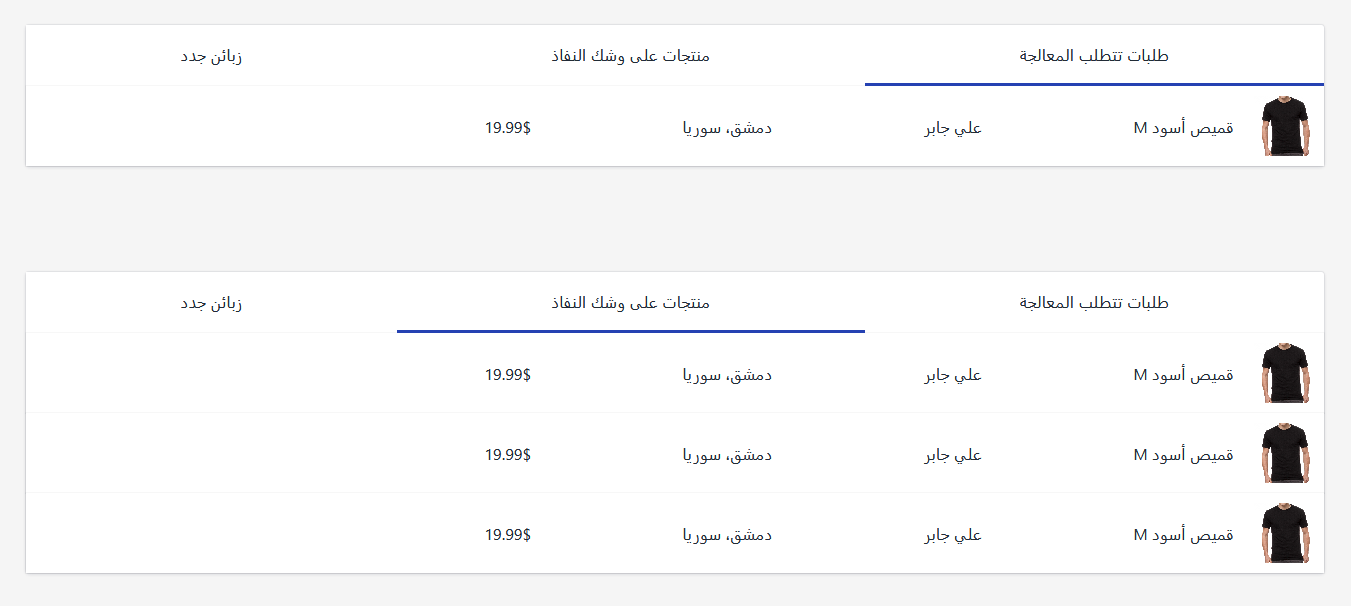 طلبات تتطلب المعالجة منتجات على وشك النفاذ زبائن جدد
قميص أسود M علي جابر دمشق، سوريا 19.99$
طلبات تتطلب المعالجة منتجات على وشك النفاذ زبائن جدد
قميص أسود M علي جابر دمشق، سوريا 19.99$
قميص أسود M علي جابر دمشق، سوريا 19.99$
قميص أسود M علي جابر دمشق، سوريا 19.99$